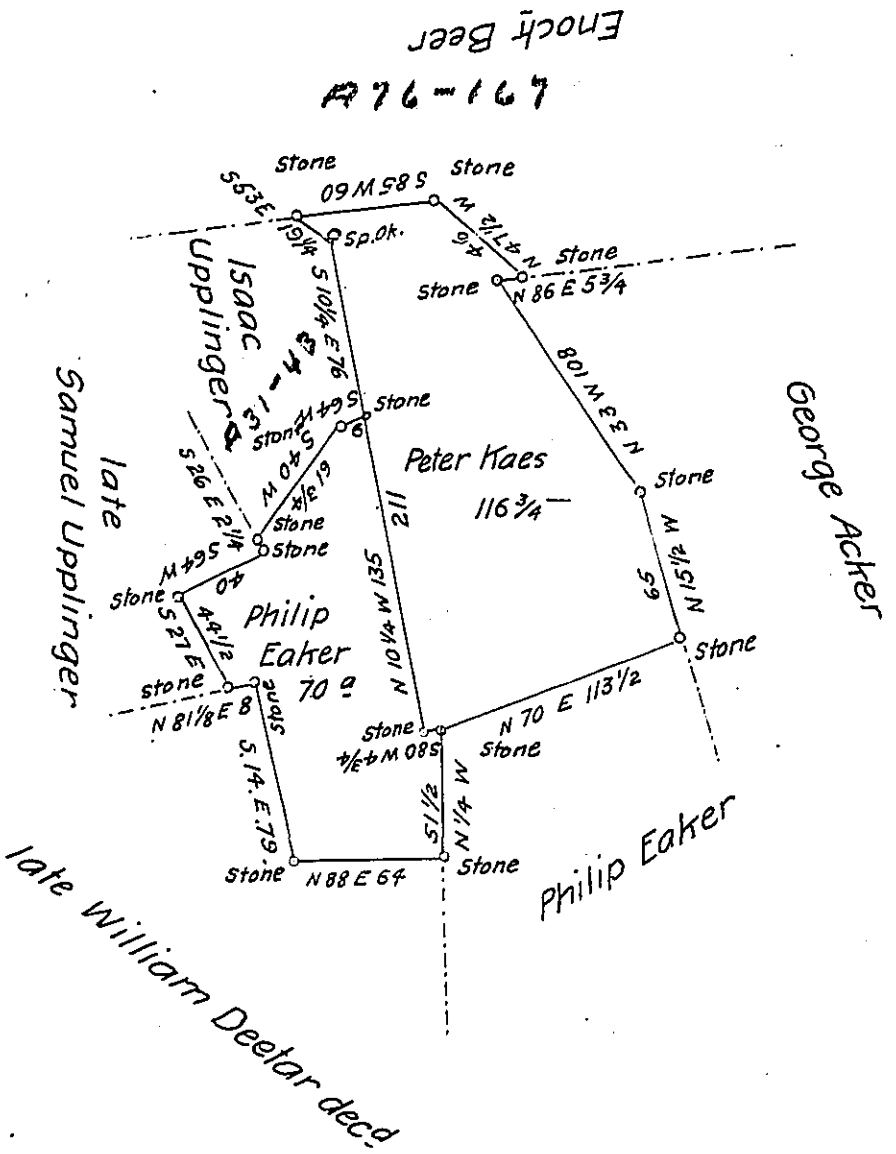 Enoch Beer
Stone
Stone
S 85 W 60
S 53 E
19 1/4
Sp. Ok.
N 47 1/2 W
46
Stone
Stone
N 86 E 5 3/4
Isaac
Upplinger
31-43
S 10 1/4 E 76
N 33 W 108
George Acker
S 64 W
6
Stone
Stone
S 40 W
61 3/4
Peter Kaes
116 3/4 —
211
N 10 1/4 W 135
Stone
N 15 1/2 W
65
Stone
late
Samuel Upplinger
S 26 E 2 1/4
Stone
Stone
S 64 W
40
Stone
S 27 E
44 1/2
Philip
Eaker
70 a
Stone
N 81 1/8 E 8
Stone
S. 14. E. 79.
Stone
S 80 W 4 3/4
Stone
N 70 E 113 1/2
51 1/2
N 1/4 W
Stone
N 88 E 64
Stone
Philip Eaker
late William Deetar decd